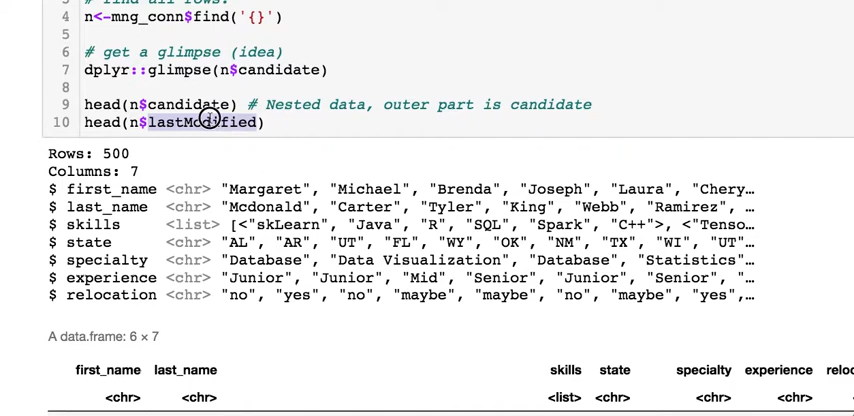 4 n<-mng_conn$find('{}')
5
6 # get a glimpse (idea)
7 dplyr::glimpse(n$candidate)
8
9 head(n$candidate) # Nested data, outer part is candidate
10 head(n$lastModified)
Rows: 500
Columns: 7
$ first_name <chr> "Margaret", "Michael", "Brenda", "Joseph", "Laura", "Chery…
$ last_name <chr> "Mcdonald", "Carter", "Tyler", "King", "Webb", "Ramirez", …
$ skills <list> [<"skLearn", "Java", "R", "SQL", "Spark", "C++">, <"Tenso…
$ state <chr> "AL", "AR", "UT", "FL", "WY", "OK", "NM", "TX", "WI", "UT"…
$ specialty <chr> "Database", "Data Visualization", "Database", "Statistics"…
$ experience <chr> "Junior", "Junior", "Mid", "Senior", "Junior", "Senior", "…
$ relocation <chr> "no", "yes", "no", "maybe", "maybe", "no", "maybe", "yes",…
A data.frame: 6 × 7
first_name last_name skills state specialty experience reloc
<chr> <chr> <list> <chr> <chr> <chr>